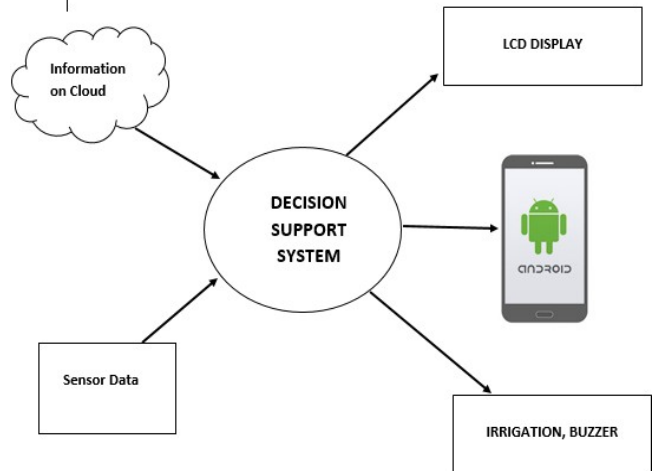 Information
on Cloud
LCD DISPLAY
DECISION
SUPPORT
SYSTEM
ANDROID
Sensor Data
IRRIGATION, BUZZER